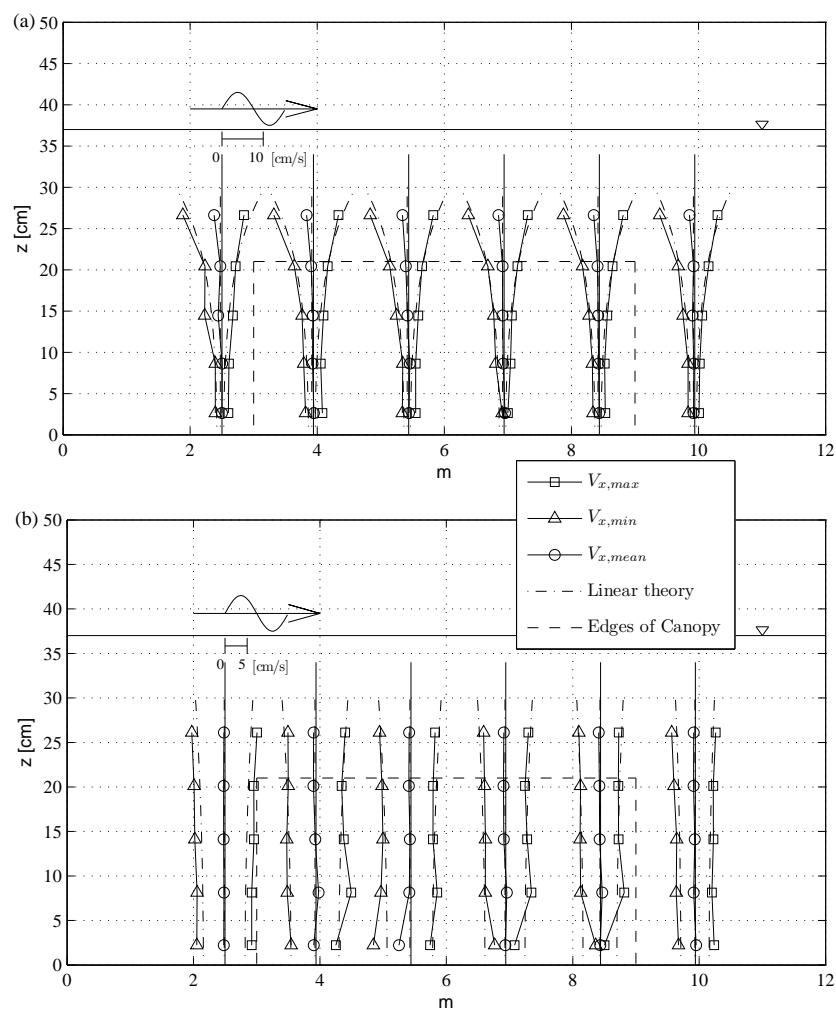 (a)
50
45
40
35
30
25
20
15
10
5
0
z [cm]
0 10 [cm/s]
0 2 4 6 8 10 12
m
V_{x,max}
V_{x,min}
V_{x,mean}
Linear theory
Edges of Canopy
(b)
50
45
40
35
30
25
20
15
10
5
0
z [cm]
0 5 [cm/s]
0 2 4 6 8 10 12
m